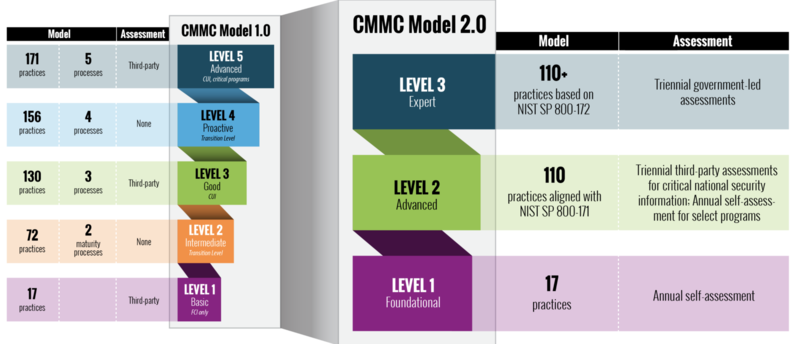 CMMC Model 1.0
Model
Assessment
171
practices
5
processes
Third-party
LEVEL 5
Advanced
CUI, critical programs
156
practices
4
processes
None
LEVEL 4
Proactive
Transition Level
130
practices
3
processes
Third-party
LEVEL 3
Good
CUI
72
practices
2
maturity
processes
None
LEVEL 2
Intermediate
Transition Level
17
practices
Third-party
LEVEL 1
Basic
FCI only
CMMC Model 2.0
Model
Assessment
LEVEL 3
Expert
110+
practices based on
NIST SP 800-172
Triennial government-led
assessments
LEVEL 2
Advanced
110
practices aligned with
NIST SP 800-171
Triennial third-party assessments
for critical national security
information; Annual self-assess-
ment for select programs
LEVEL 1
Foundational
17
practices
Annual self-assessment